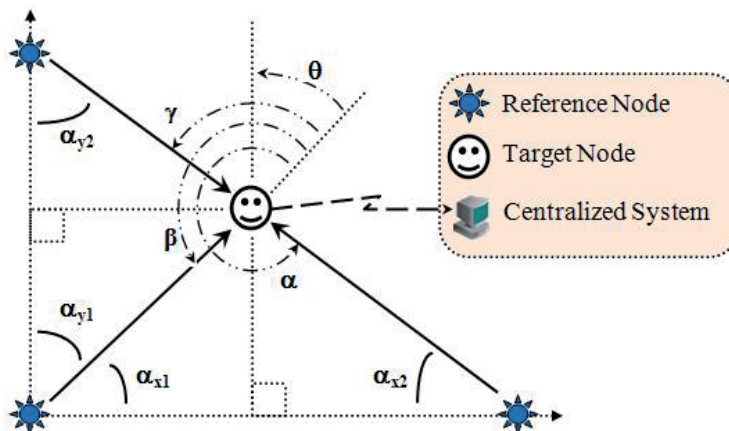 θ
γ
α_y2
Reference Node
Target Node
Centralized System
β
α
α_y1
α_x1
α_x2